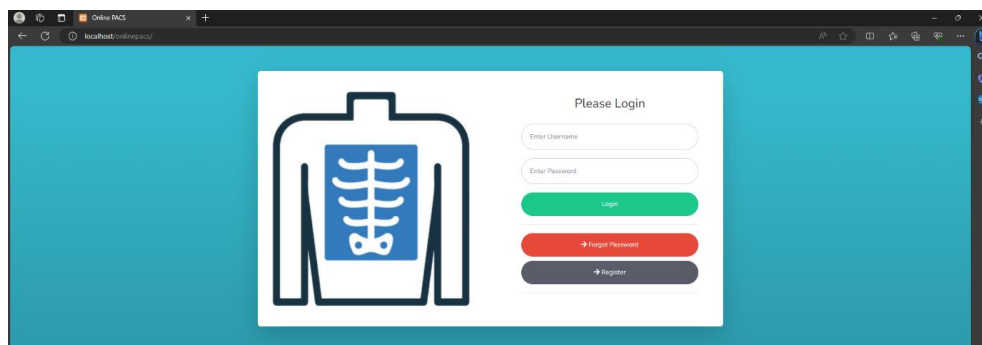 Online PACS
localhost/onlinepacs/
Please Login
Enter Username
Enter Password
Login
→ Forgot Password
→ Register